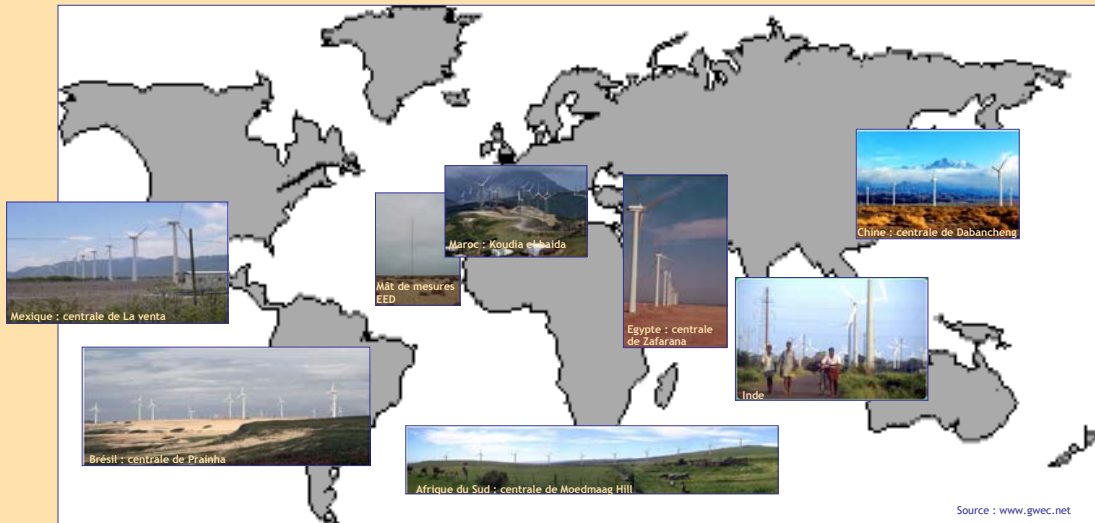 Maroc : Koudia el baida
Chine : centrale de Dabancheng
Mât de mesures
EED
Mexique : centrale de La venta
Egypte : centrale
de Zafarana
Inde
Brésil : centrale de Prainha
Afrique du Sud : centrale de Moedmaag Hill
Source : www.gwec.net